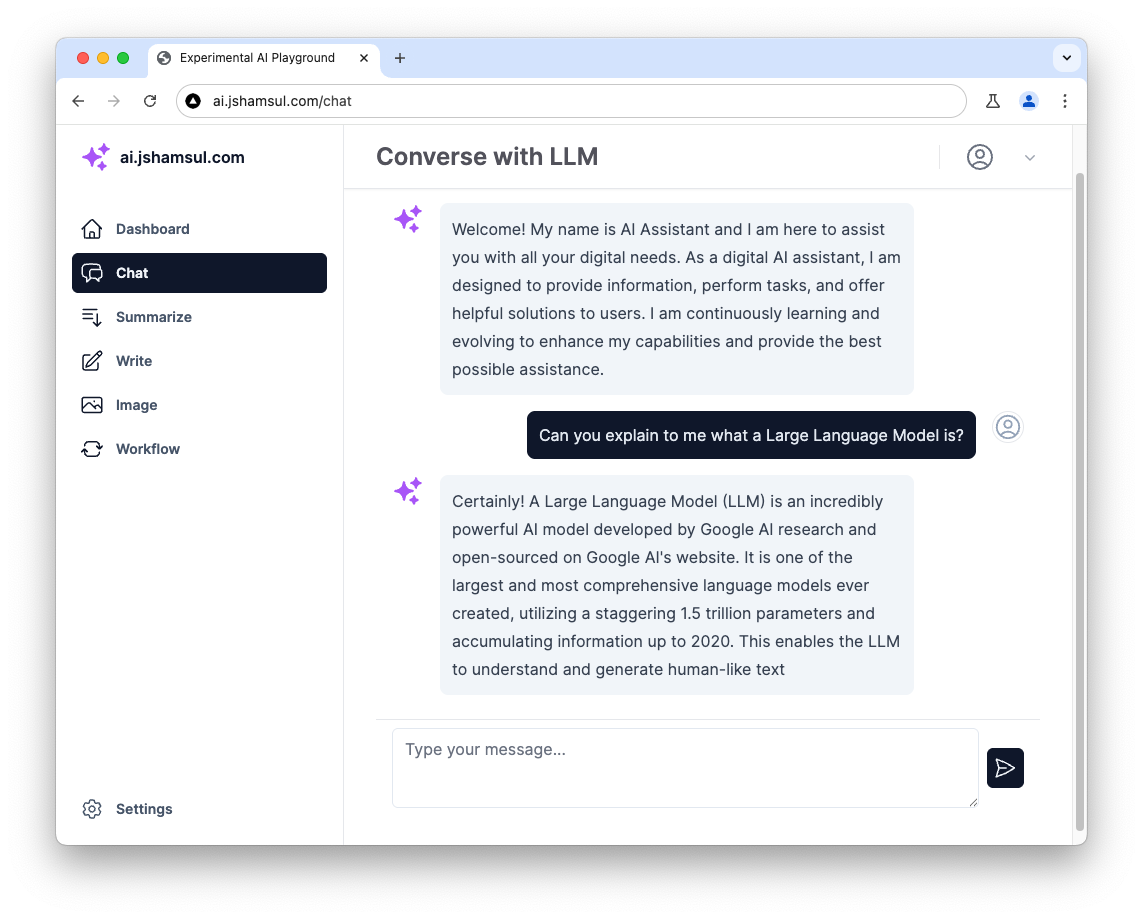 Experimental AI Playground
ai.jshamsul.com/chat
ai.jshamsul.com
Dashboard
Chat
Summarize
Write
Image
Workflow
Settings
Converse with LLM
Welcome! My name is AI Assistant and I am here to assist
you with all your digital needs. As a digital AI assistant, I am
designed to provide information, perform tasks, and offer
helpful solutions to users. I am continuously learning and
evolving to enhance my capabilities and provide the best
possible assistance.
Can you explain to me what a Large Language Model is?
Certainly! A Large Language Model (LLM) is an incredibly
powerful AI model developed by Google AI research and
open-sourced on Google AI's website. It is one of the
largest and most comprehensive language models ever
created, utilizing a staggering 1.5 trillion parameters and
accumulating information up to 2020. This enables the LLM
to understand and generate human-like text
Type your message...